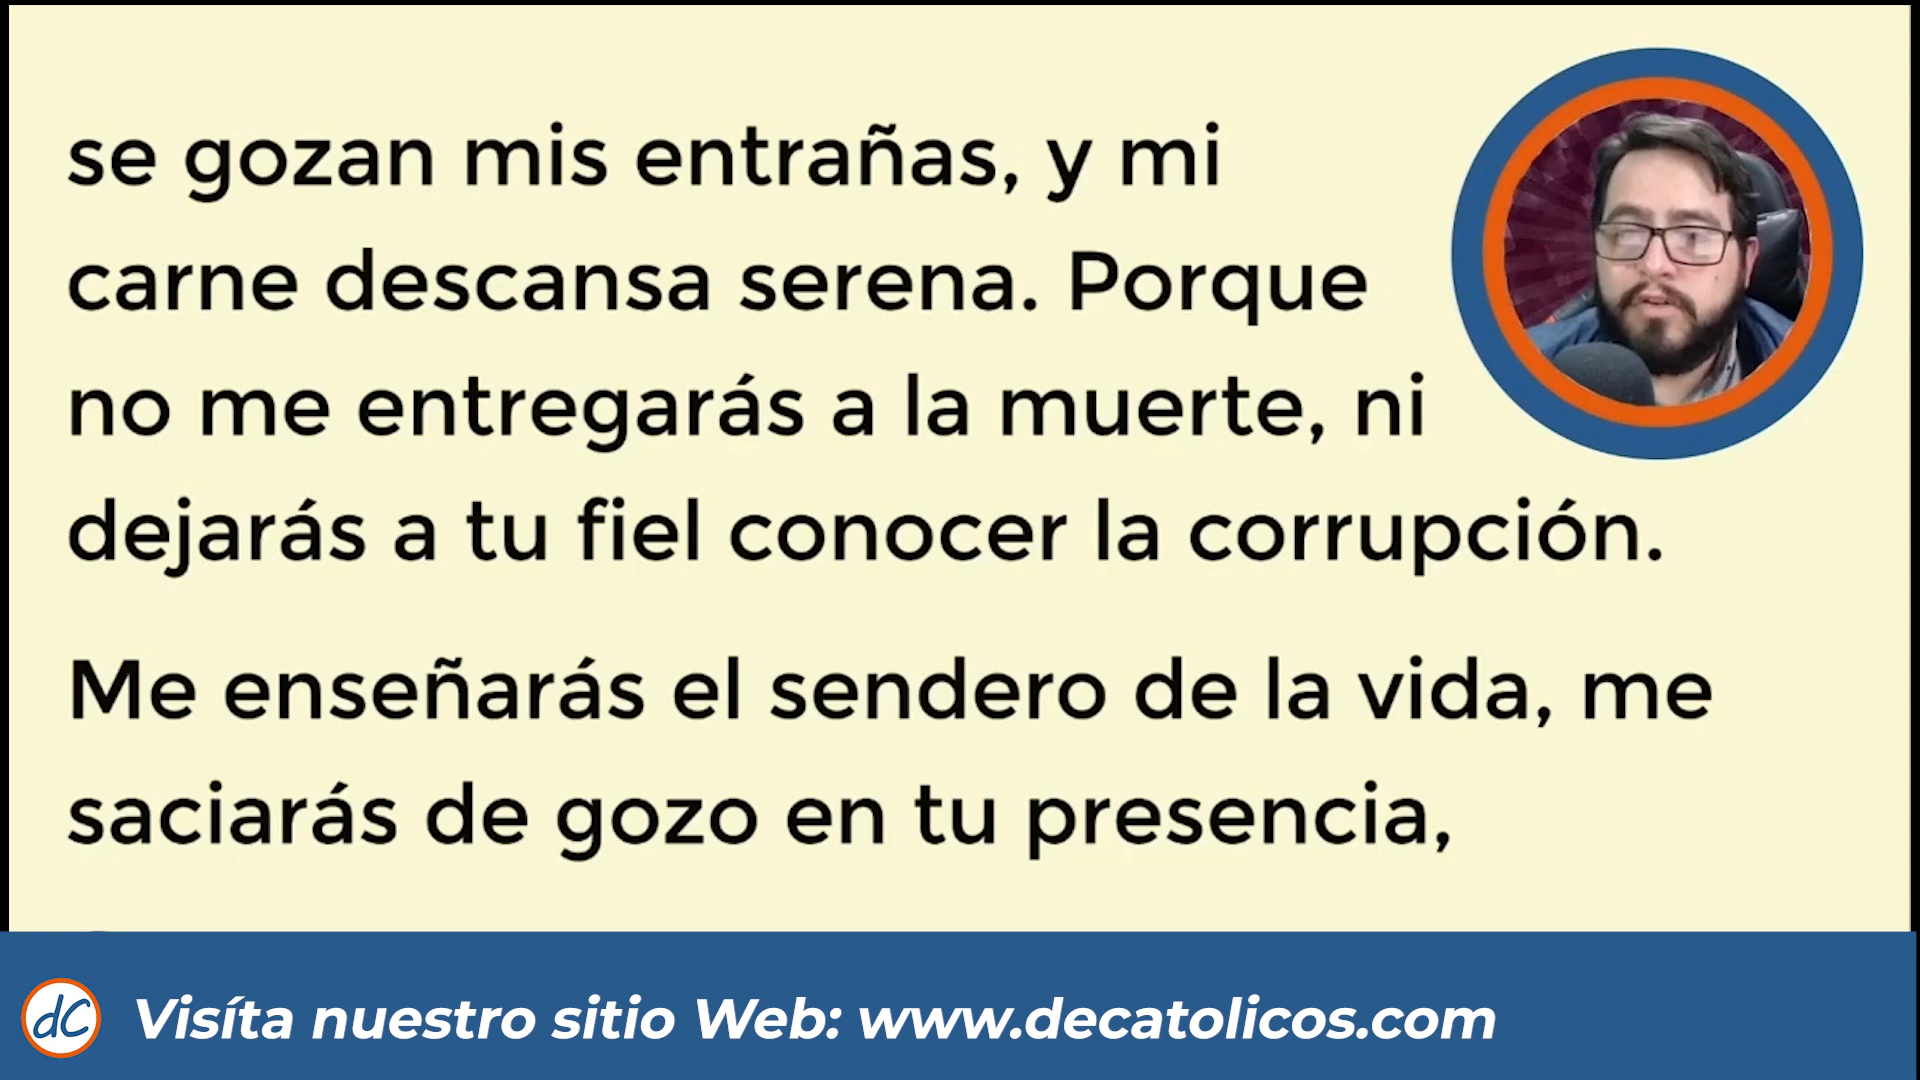 se gozan mis entrañas, y mi
carne descansa serena. Porque
no me entregarás a la muerte, ni
dejarás a tu fiel conocer la corrupción.
Me enseñarás el sendero de la vida, me
saciarás de gozo en tu presencia,
dC Visíta nuestro sitio Web: www.decatolicos.com